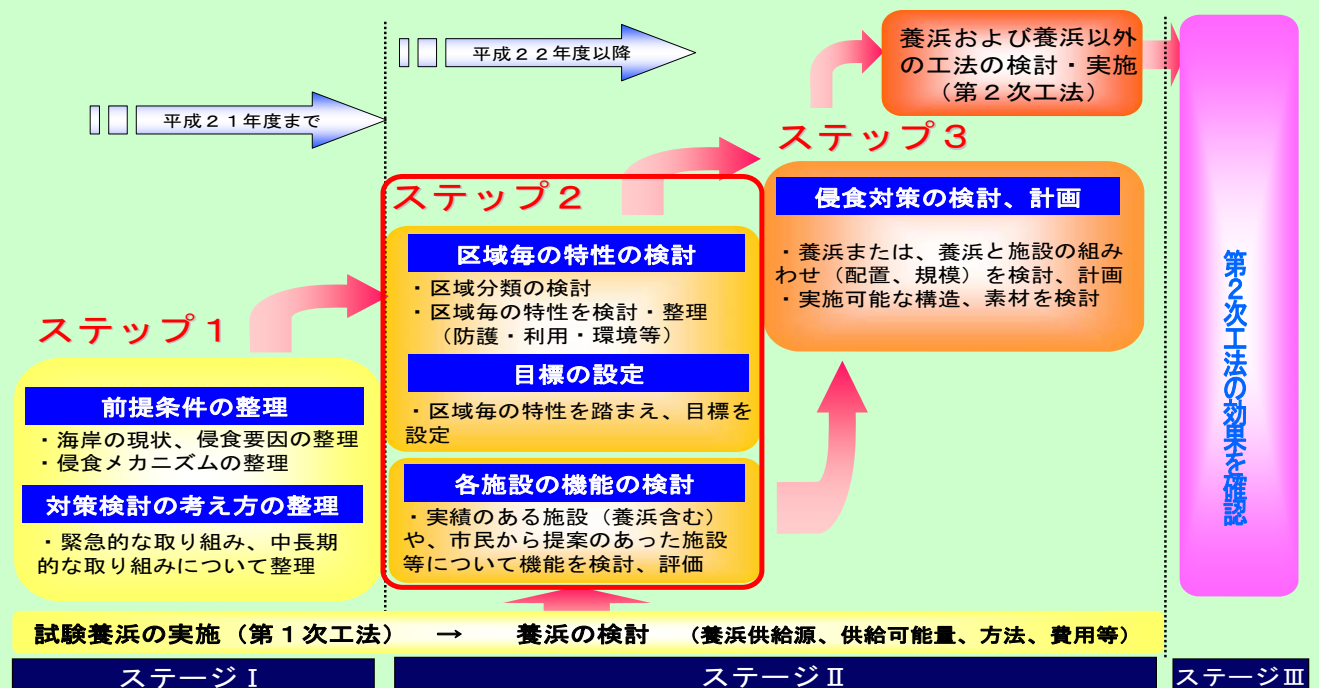 平成２１年度まで
平成２２年度以降
ステップ１
前提条件の整理
・海岸の現状、侵食要因の整理
・侵食メカニズムの整理
対策検討の考え方の整理
・緊急的な取り組み、中長期
的な取り組みについて整理
ステップ２
区域毎の特性の検討
・区域分類の検討
・区域毎の特性を検討・整理
（防護・利用・環境等）
目標の設定
・区域毎の特性を踏まえ、目標を
設定
各施設の機能の検討
・実績のある施設（養浜含む）
や、市民から提案のあった施設
等について機能を検討、評価
ステップ３
侵食対策の検討、計画
・養浜または、養浜と施設の組み
わせ（配置、規模）を検討、計画
・実施可能な構造、素材を検討
養浜および養浜以外
の工法の検討・実施
（第２次工法）
第２次工法の効果を確認
試験養浜の実施（第１次工法） → 養浜の検討 （養浜供給源、供給可能量、方法、費用等）
ステージⅠ
ステージⅡ
ステージⅢ